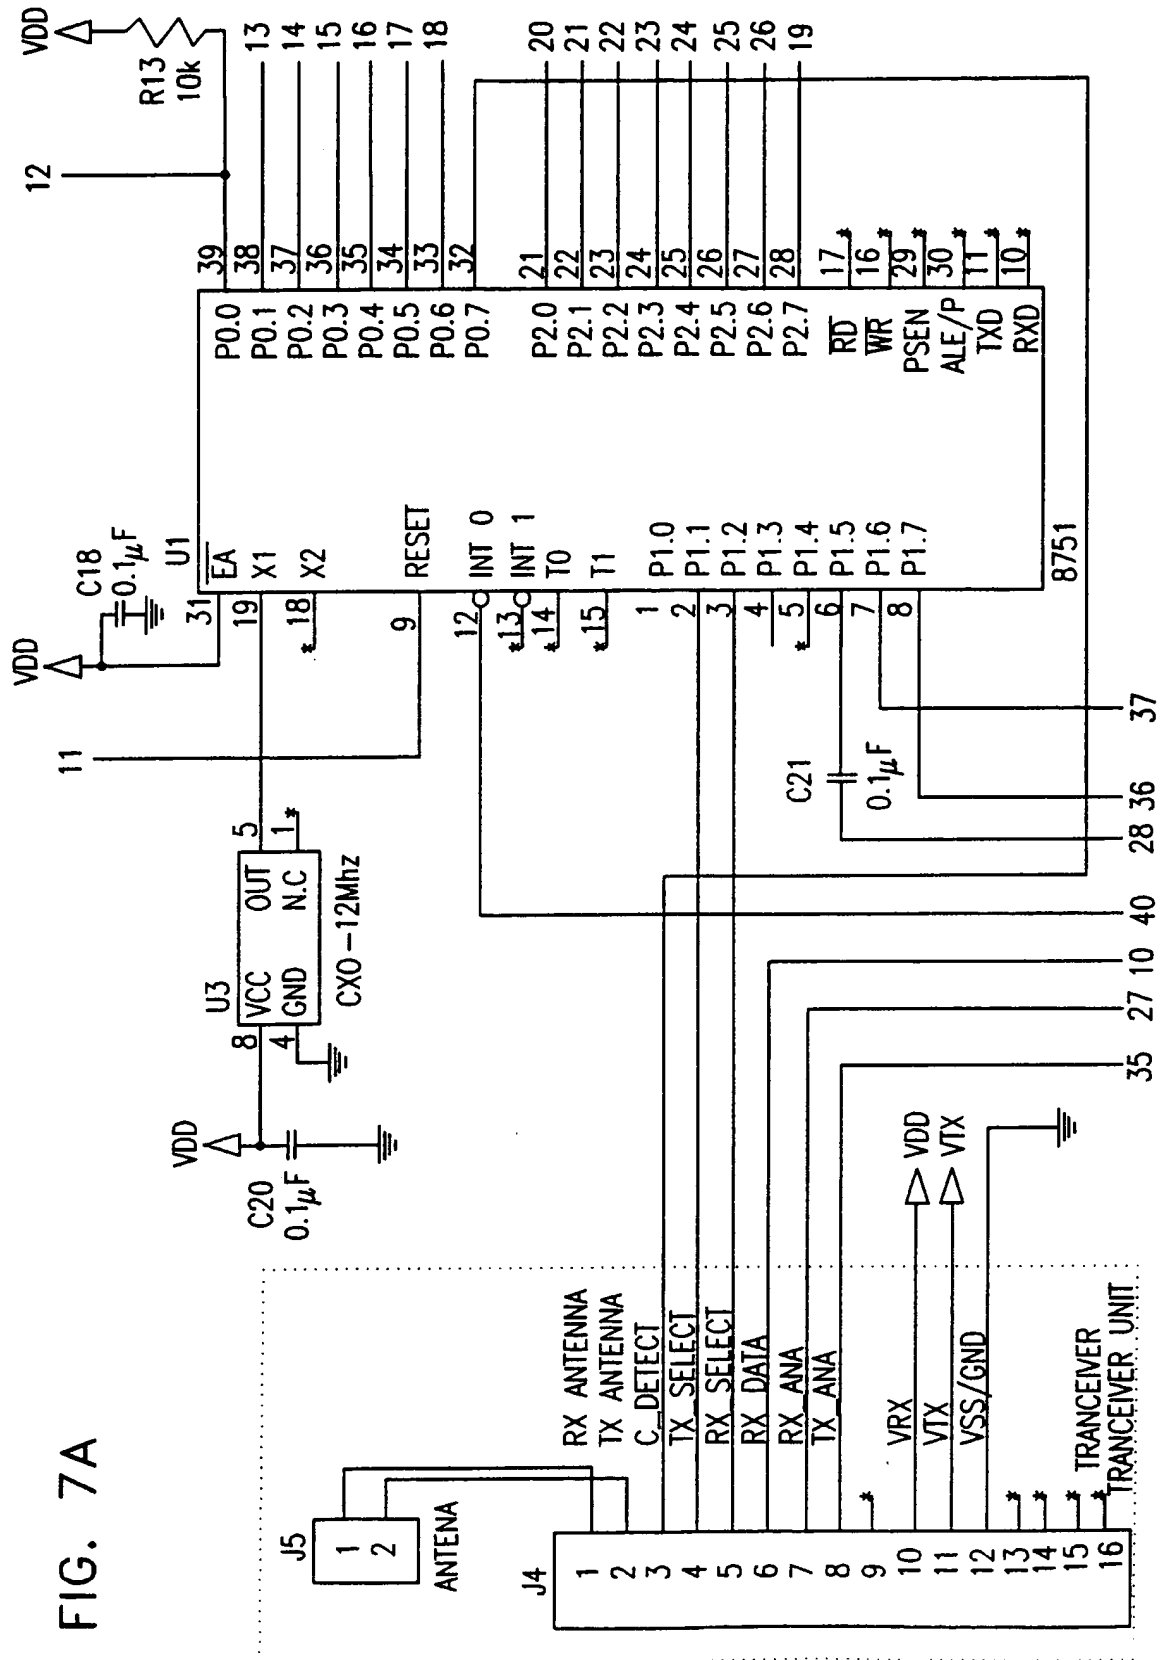 FIG. 7A
VDD
R13
10k
12
13
14
15
16
17
18
20
21
22
23
24
25
26
19
VDD
C18
0.1μF
U1
31 EA
19 X1
*18 X2
9 RESET
12 INT 0
*13 INT 1
*14 T0
*15 T1
1 P1.0
2 P1.1
3 P1.2
4 P1.3
*5 P1.4
6 P1.5
7 P1.6
8 P1.7
P0.0 39
P0.1 38
P0.2 37
P0.3 36
P0.4 35
P0.5 34
P0.6 33
P0.7 32
P2.0 21
P2.1 22
P2.2 23
P2.3 24
P2.4 25
P2.5 26
P2.6 27
P2.7 28
RD 17 *
WR 16 *
PSEN 29 *
ALE/P 30 *
TXD 11 *
RXD 10 *
8751
11
U3
8 VCC OUT 5
4 GND N.C 1 *
CXO-12Mhz
VDD
C20
0.1μF
C21
0.1μF
J5
1
2
ANTENA
J4
1 RX ANTENNA
2 TX ANTENNA
3 C_DETECT
4 TX_SELECT
5 RX_SELECT
6 RX_DATA
7 RX_ANA
8 TX_ANA
9 *
10 VRX VDD
11 VTX VTX
12 VSS/GND
13 *
14 *
15 *
16 *
TRANCEIVER
TRANCEIVER UNIT
35
27
10
40
28
36
37